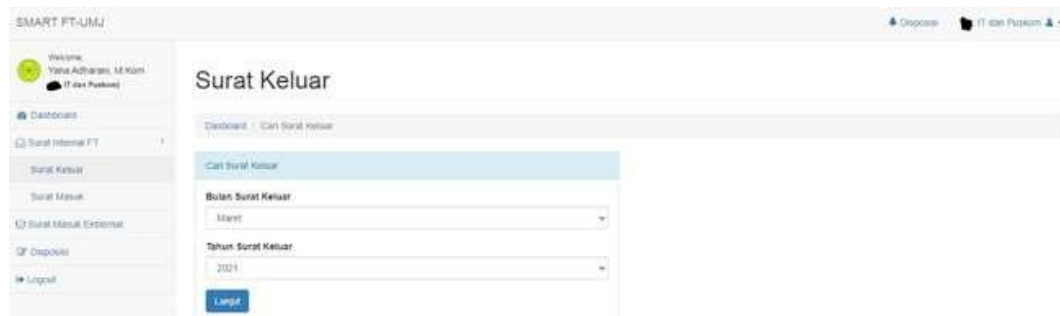 SMART FT-UMJ
Disposisi
IT dan Puskom
Welcome,
Yana Adharani, M.Kom
IT dan Puskom)
Dashboard
Surat Internal FT
Surat Keluar
Surat Masuk
Surat Masuk Eksternal
Disposisi
Logout
Surat Keluar
Dashboard / Cari Surat Keluar
Cari Surat Keluar
Bulan Surat Keluar
Maret
Tahun Surat Keluar
2021
Lanjut